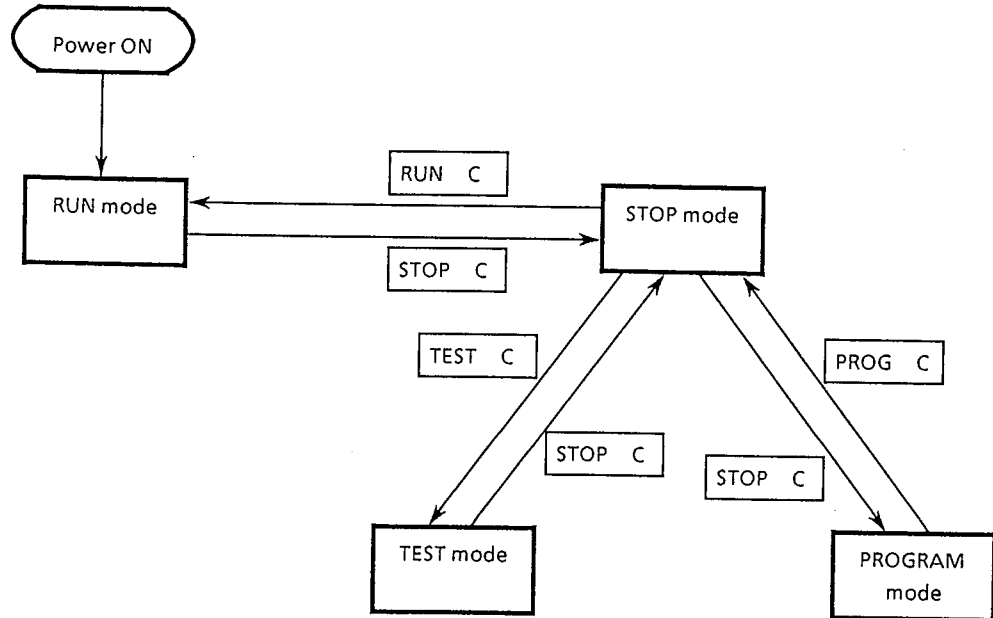 Power ON
RUN C
RUN mode
STOP mode
STOP C
TEST C
PROG C
STOP C
STOP C
TEST mode
PROGRAM
mode